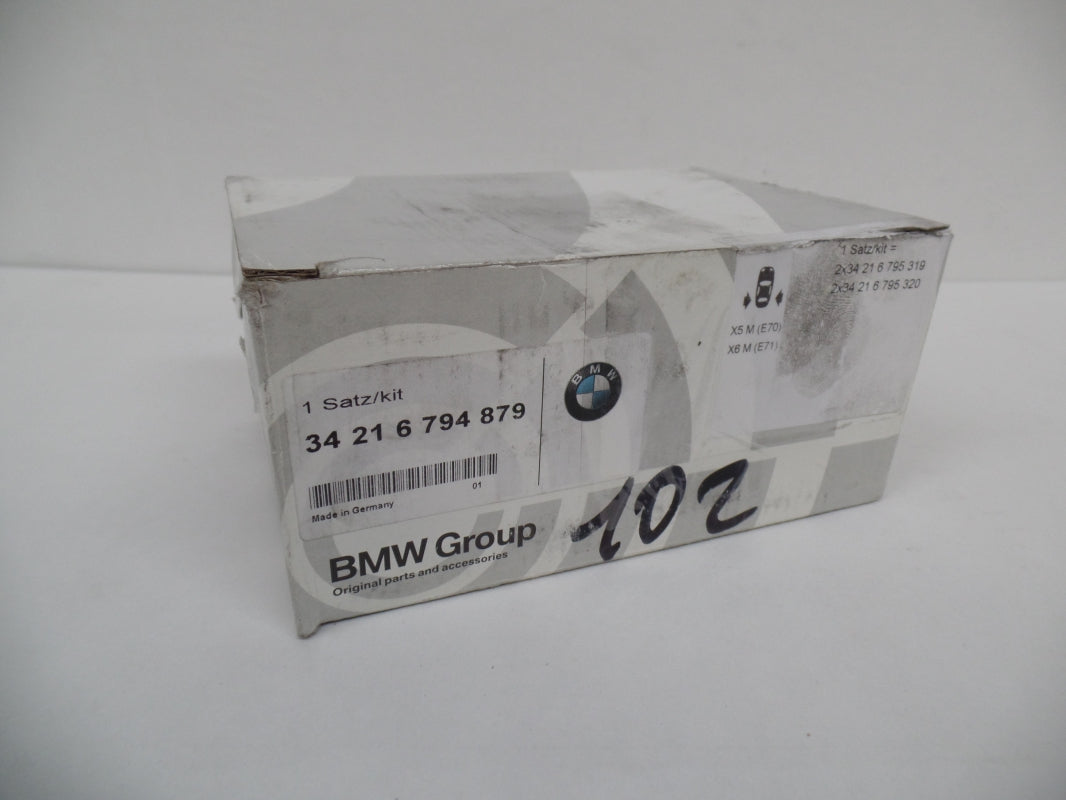 1 Satz/kit
34 21 6 794 879
01
Made in Germany
BMW
BMW Group
Original parts and accessories
102
X5 M (E70)
X6 M (E71)
1 Satz/kit =
2x34 21 6 795 319
2x34 21 6 795 320